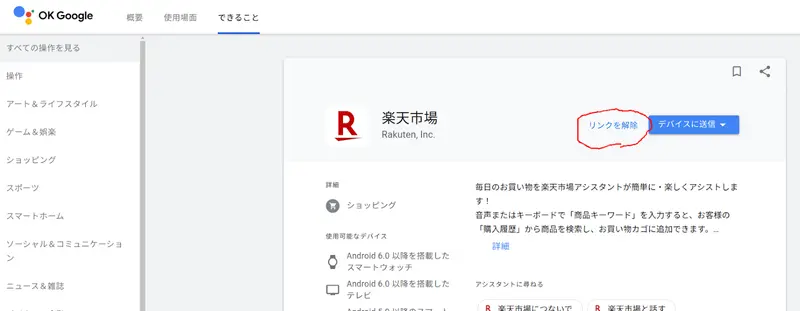 OK Google
概要
使用場面
できること
すべての操作を見る
操作
アート＆ライフスタイル
ゲーム＆娯楽
ショッピング
スポーツ
スマートホーム
ソーシャル＆コミュニケーシ
ョン
ニュース＆雑誌
R
楽天市場
Rakuten, Inc.
リンクを解除
デバイスに送信
詳細
ショッピング
使用可能なデバイス
Android 6.0 以降を搭載した
スマートウォッチ
Android 6.0 以降を搭載した
テレビ
毎日のお買い物を楽天市場アシスタントが簡単に・楽しくアシストしま
す！
音声またはキーボードで「商品キーワード」を入力すると、お客様の
「購入履歴」から商品を検索し、お買い物カゴに追加できます。...
詳細
アシスタントに尋ねる
R 楽天市場につないで
R 楽天市場と話す